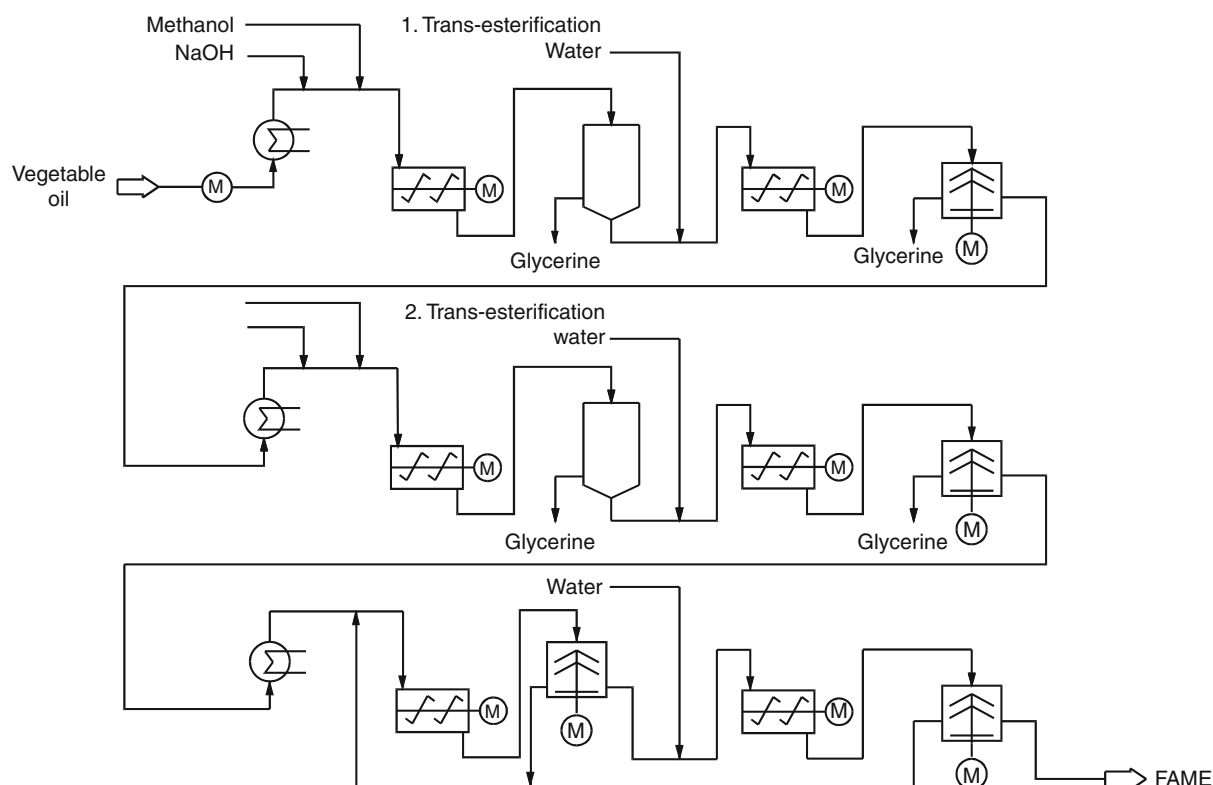 Methanol
1. Trans-esterification
NaOH
Water
Vegetable
oil
M
M
M
Glycerine
Glycerine
M
2. Trans-esterification
water
M
M
Glycerine
Glycerine
M
Water
M
M
M
M
FAME